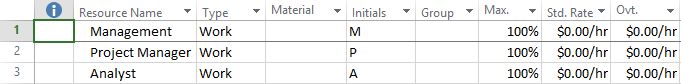 Resource Name Type Material Initials Group Max. Std. Rate Ovt.
1 Management Work M 100% $0.00/hr $0.00/hr
2 Project Manager Work P 100% $0.00/hr $0.00/hr
3 Analyst Work A 100% $0.00/hr $0.00/hr